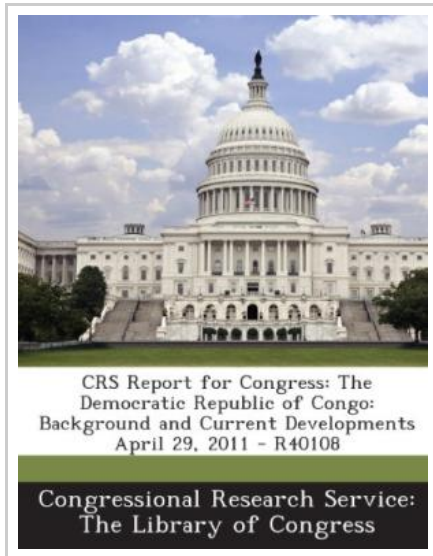 CRS Report for Congress: The
Democratic Republic of Congo:
Background and Current Developments
April 29, 2011 - R40108
Congressional Research Service:
The Library of Congress